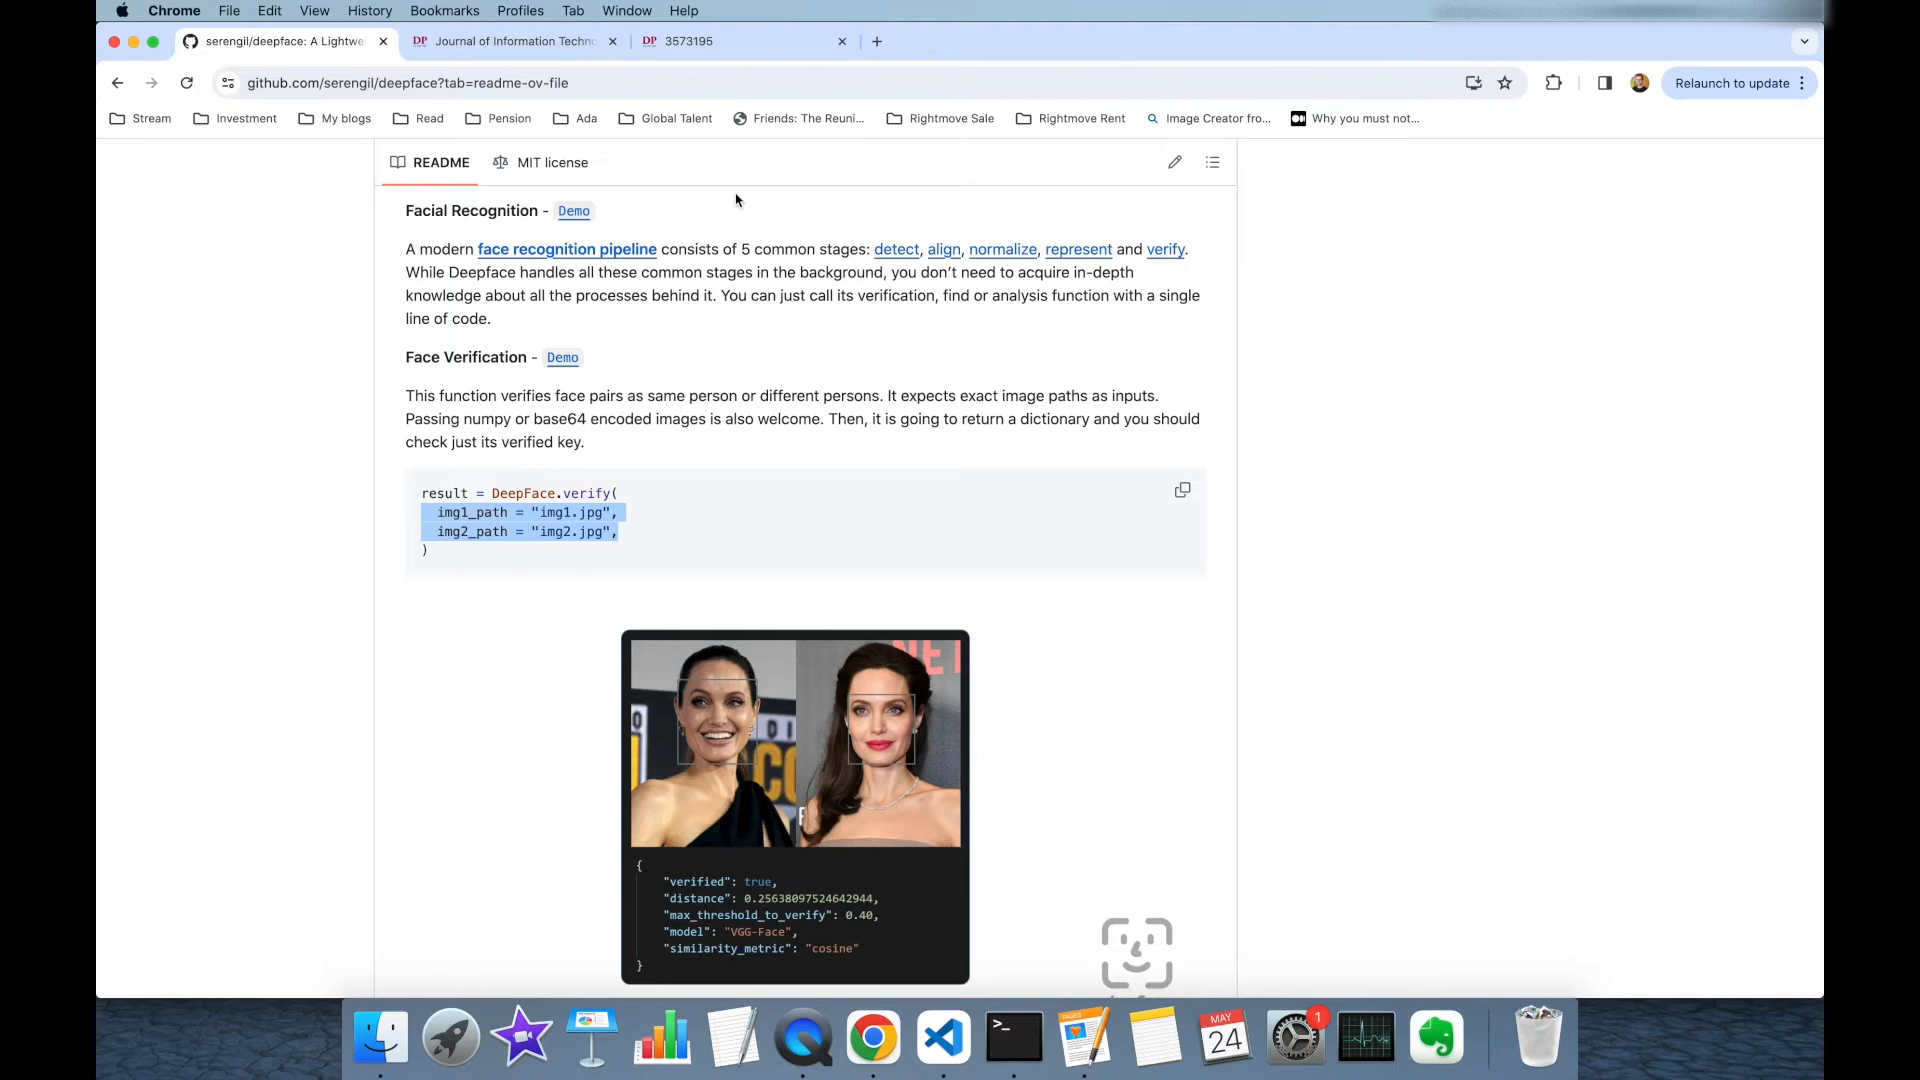 Chrome File Edit View History Bookmarks Profiles Tab Window Help
serengil/deepface: A Lightwei
DP Journal of Information Techno
DP 3573195
github.com/serengil/deepface?tab=readme-ov-file
Relaunch to update
Stream Investment My blogs Read Pension Ada Global Talent Friends: The Reuni... Rightmove Sale Rightmove Rent Image Creator fro... Why you must not...
README MIT license
Facial Recognition - Demo
A modern face recognition pipeline consists of 5 common stages: detect, align, normalize, represent and verify.
While Deepface handles all these common stages in the background, you don’t need to acquire in-depth
knowledge about all the processes behind it. You can just call its verification, find or analysis function with a single
line of code.
Face Verification - Demo
This function verifies face pairs as same person or different persons. It expects exact image paths as inputs.
Passing numpy or base64 encoded images is also welcome. Then, it is going to return a dictionary and you should
check just its verified key.
result = DeepFace.verify(
img1_path = "img1.jpg",
img2_path = "img2.jpg",
)
NET
{
"verified": true,
"distance": 0.25638097524642944,
"max_threshold_to_verify": 0.40,
"model": "VGG-Face",
"similarity_metric": "cosine"
}
>_
PAGES
MAY
24
1